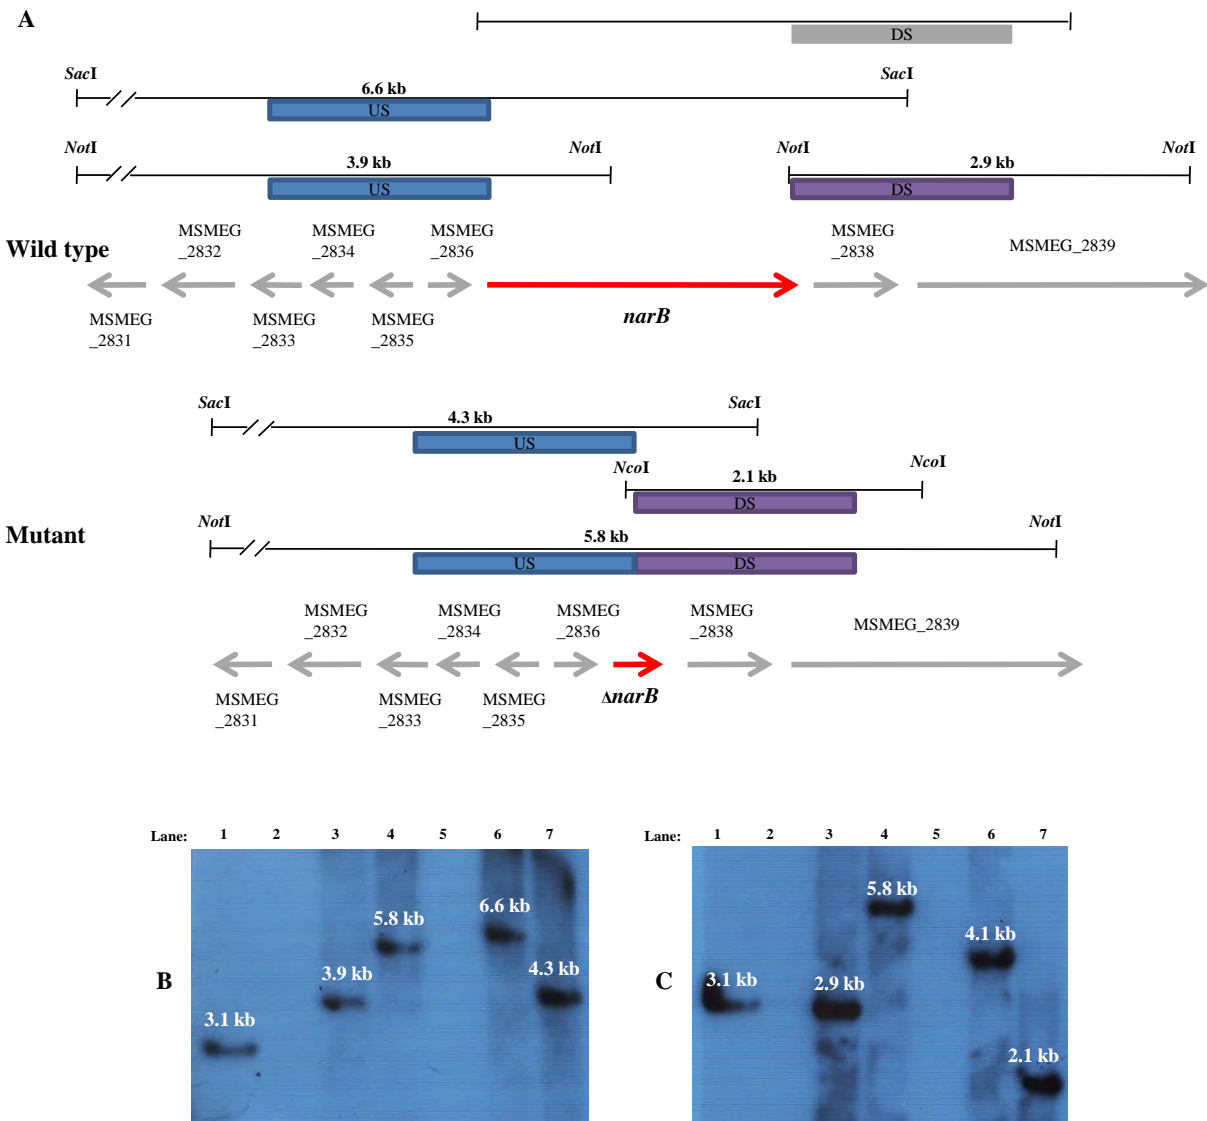 A
DS
SacI SacI
6.6 kb
US
NotI NotI NotI NotI
3.9 kb 2.9 kb
US DS
Wild type
MSMEG _2832 MSMEG _2834 MSMEG _2836 MSMEG _2838 MSMEG_2839
MSMEG _2831 MSMEG _2833 MSMEG _2835 narB
SacI SacI
4.3 kb
US
NcoI NcoI
2.1 kb
DS
Mutant
NotI NotI
5.8 kb
US DS
MSMEG _2832 MSMEG _2834 MSMEG _2836 MSMEG _2838 MSMEG_2839
MSMEG _2831 MSMEG _2833 MSMEG _2835 ΔnarB
Lane: 1 2 3 4 5 6 7
B
3.1 kb 3.9 kb 5.8 kb 6.6 kb 4.3 kb
Lane: 1 2 3 4 5 6 7
C
3.1 kb 2.9 kb 5.8 kb 4.1 kb 2.1 kb